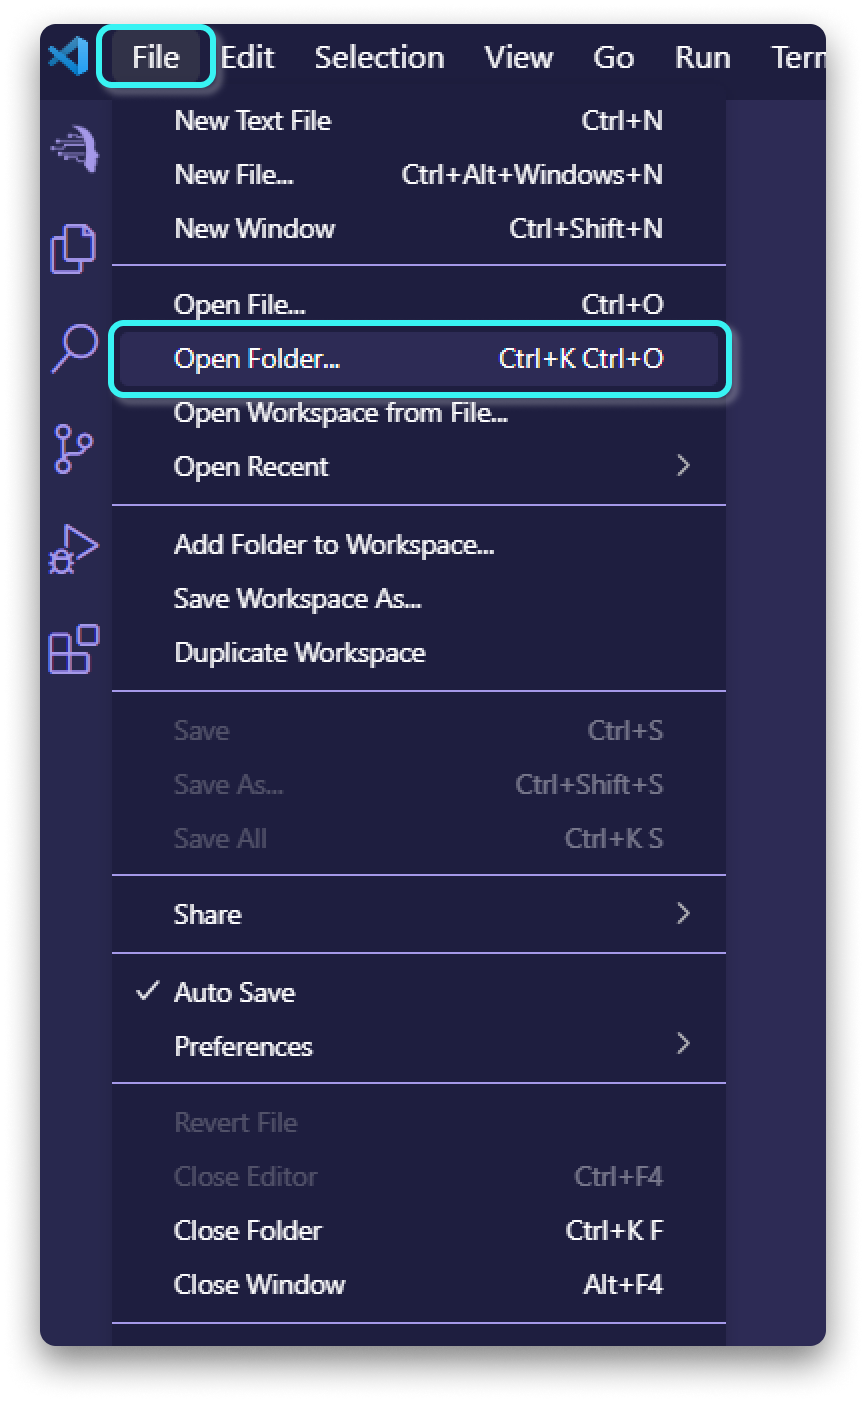 File Edit Selection View Go Run Term
New Text File Ctrl+N
New File... Ctrl+Alt+Windows+N
New Window Ctrl+Shift+N
Open File... Ctrl+O
Open Folder... Ctrl+K Ctrl+O
Open Workspace from File...
Open Recent
Add Folder to Workspace...
Save Workspace As...
Duplicate Workspace
Save Ctrl+S
Save As... Ctrl+Shift+S
Save All Ctrl+K S
Share
Auto Save
Preferences
Revert File
Close Editor Ctrl+F4
Close Folder Ctrl+K F
Close Window Alt+F4